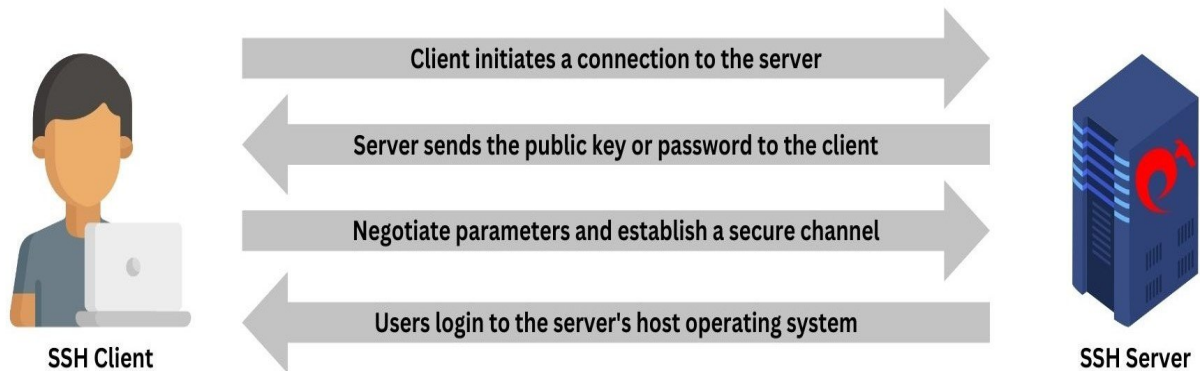 Client initiates a connection to the server
Server sends the public key or password to the client
Negotiate parameters and establish a secure channel
Users login to the server's host operating system
SSH Client
SSH Server